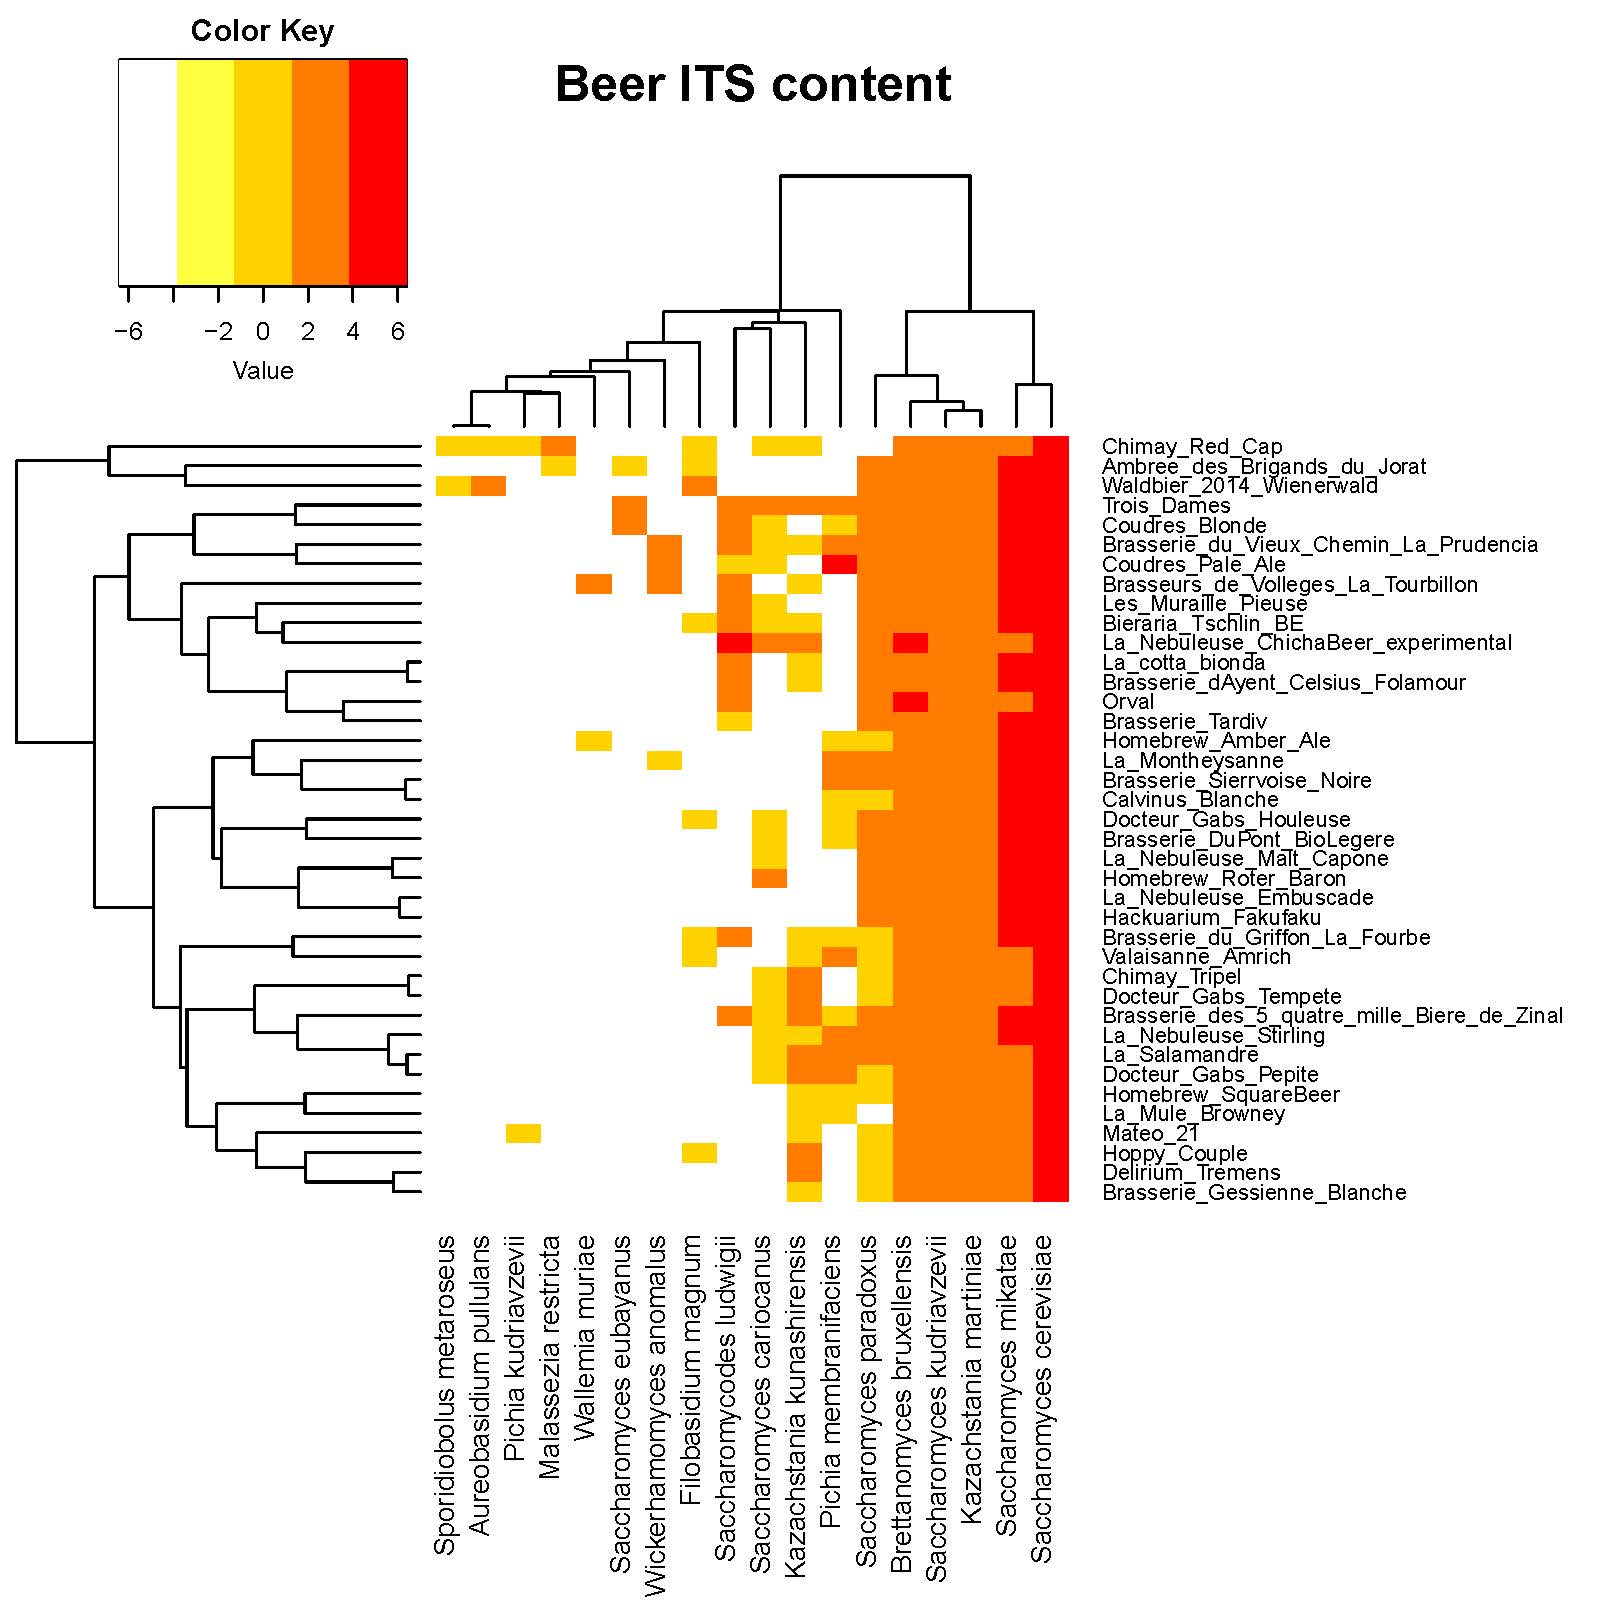 Color Key
Beer ITS content
−6 −2 0 2 4 6
Value
Chimay_Red_Cap
Ambree_des_Brigands_du_Jorat
Waldbier_2014_Wienerwald
Trois_Dames
Coudres_Blonde
Brasserie_du_Vieux_Chemin_La_Prudencia
Coudres_Pale_Ale
Brasseurs_de_Volleges_La_Tourbillon
Les_Muraille_Pieuse
Bieraria_Tschlin_BE
La_Nebuleuse_ChichaBeer_experimental
La_cotta_bionda
Brasserie_dAyent_Celsius_Folamour
Orval
Brasserie_Tardiv
Homebrew_Amber_Ale
La_Montheysanne
Brasserie_Sierrvoise_Noire
Calvinus_Blanche
Docteur_Gabs_Houleuse
Brasserie_DuPont_BioLegere
La_Nebuleuse_Malt_Capone
Homebrew_Roter_Baron
La_Nebuleuse_Embuscade
Hackuarium_Fakufaku
Brasserie_du_Griffon_La_Fourbe
Valaisanne_Amrich
Chimay_Tripel
Docteur_Gabs_Tempete
Brasserie_des_5_quatre_mille_Biere_de_Zinal
La_Nebuleuse_Stirling
La_Salamandre
Docteur_Gabs_Pepite
Homebrew_SquareBeer
La_Mule_Browney
Mateo_21
Hoppy_Couple
Delirium_Tremens
Brasserie_Gessienne_Blanche
Sporidiobolus metaroseus
Aureobasidium pullulans
Pichia kudriavzevii
Malassezia restricta
Wallemia muriae
Saccharomyces eubayanus
Wickerhamomyces anomalus
Filobasidium magnum
Saccharomycodes ludwigii
Saccharomyces cariocanus
Kazachstania kunashirensis
Pichia membranifaciens
Saccharomyces paradoxus
Brettanomyces bruxellensis
Saccharomyces kudriavzevii
Kazachstania martiniae
Saccharomyces mikatae
Saccharomyces cerevisiae